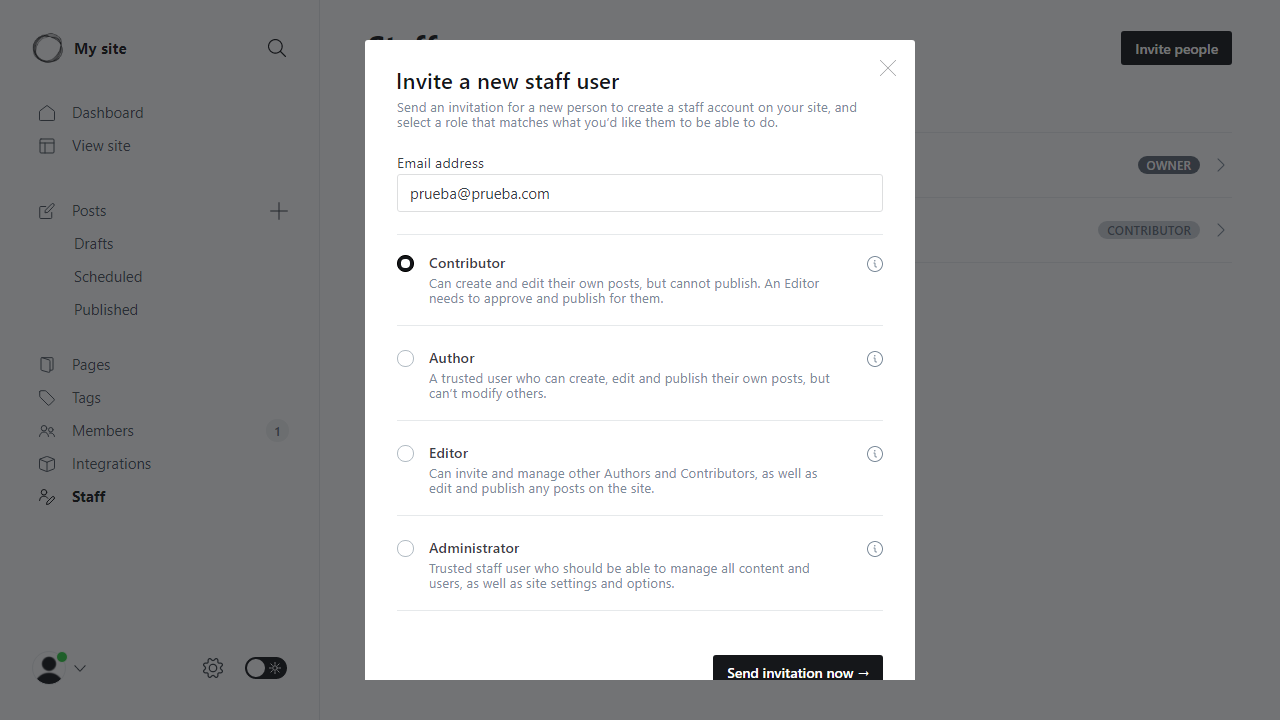 My site
Staff
Invite people
Invite a new staff user
Send an invitation for a new person to create a staff account on your site, and
select a role that matches what you'd like them to be able to do.
Dashboard
View site
Email address
OWNER
prueba@prueba.com
Posts
Drafts
CONTRIBUTOR
Scheduled
Contributor
Can create and edit their own posts, but cannot publish. An Editor
needs to approve and publish for them.
Published
Pages
Author
A trusted user who can create, edit and publish their own posts, but
can't modify others.
Tags
Members
1
Integrations
Editor
Can invite and manage other Authors and Contributors, as well as
edit and publish any posts on the site.
Staff
Administrator
Trusted staff user who should be able to manage all content and
users, as well as site settings and options.
Send invitation now →